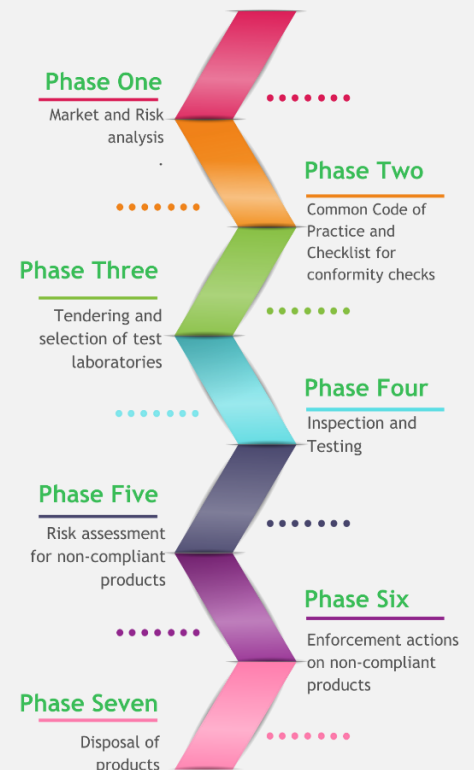 Phase One
Market and Risk
analysis
.
Phase Two
Common Code of
Practice and
Checklist for
conformity checks
Phase Three
Tendering and
selection of test
laboratories
Phase Four
Inspection and
Testing
Phase Five
Risk assessment
for non-compliant
products
Phase Six
Enforcement actions
on non-compliant
products
Phase Seven
Disposal of
products